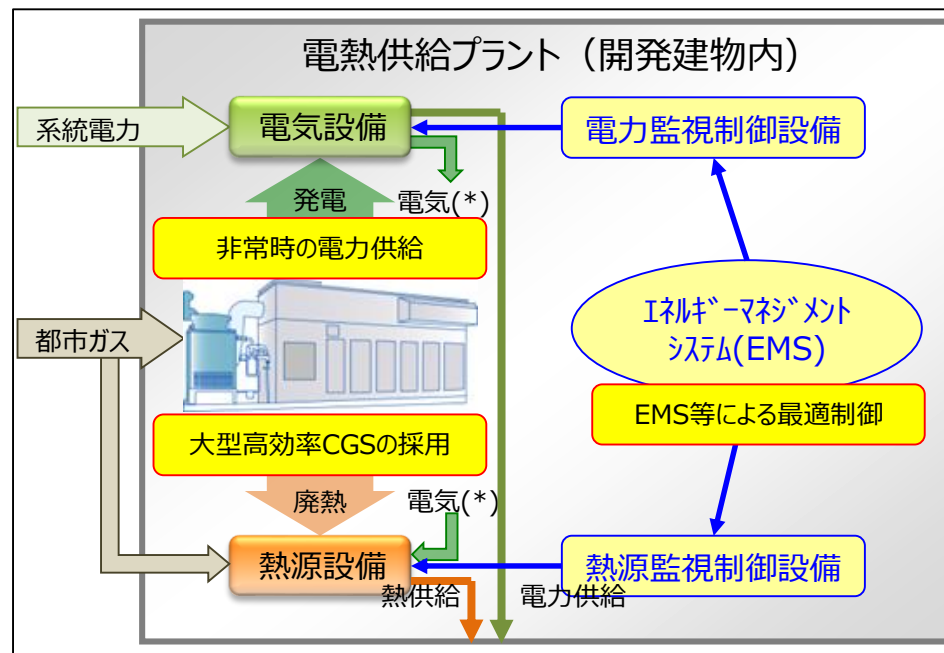 電熱供給プラント（開発建物内）
系統電力
電気設備
電力監視制御設備
発電
電気(*)
非常時の電力供給
都市ガス
ｴﾈﾙｷﾞｰﾏﾈｼﾞﾒﾝﾄ
ｼｽﾃﾑ(EMS)
EMS等による最適制御
大型高効率CGSの採用
廃熱
電気(*)
熱源設備
熱源監視制御設備
熱供給
電力供給